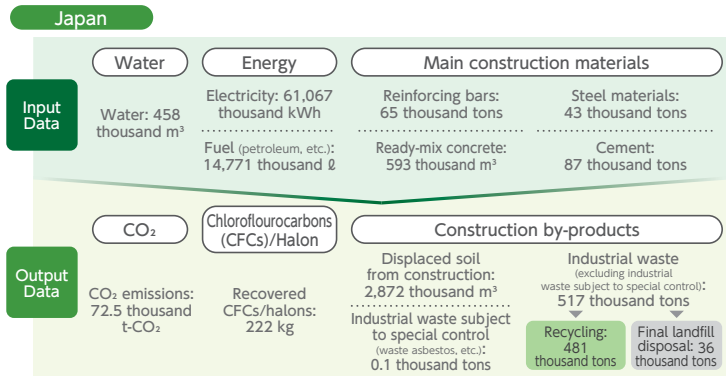 Japan
Input
Data
Water
Energy
Main construction materials
Water: 458
thousand m³
Electricity: 61,067
thousand kWh
Fuel (petroleum, etc.):
14,771 thousand ℓ
Reinforcing bars:
65 thousand tons
Steel materials:
43 thousand tons
Ready-mix concrete:
593 thousand m³
Cement:
87 thousand tons
Output
Data
CO₂
Chloroflourocarbons
(CFCs)/Halon
Construction by-products
CO₂ emissions:
72.5 thousand
t-CO₂
Recovered
CFCs/halons:
222 kg
Displaced soil
from construction:
2,872 thousand m³
Industrial waste subject
to special control
(waste asbestos, etc.):
0.1 thousand tons
Industrial waste
(excluding industrial
waste subject to special control):
517 thousand tons
Recycling:
481
thousand tons
Final landfill
disposal: 36
thousand tons